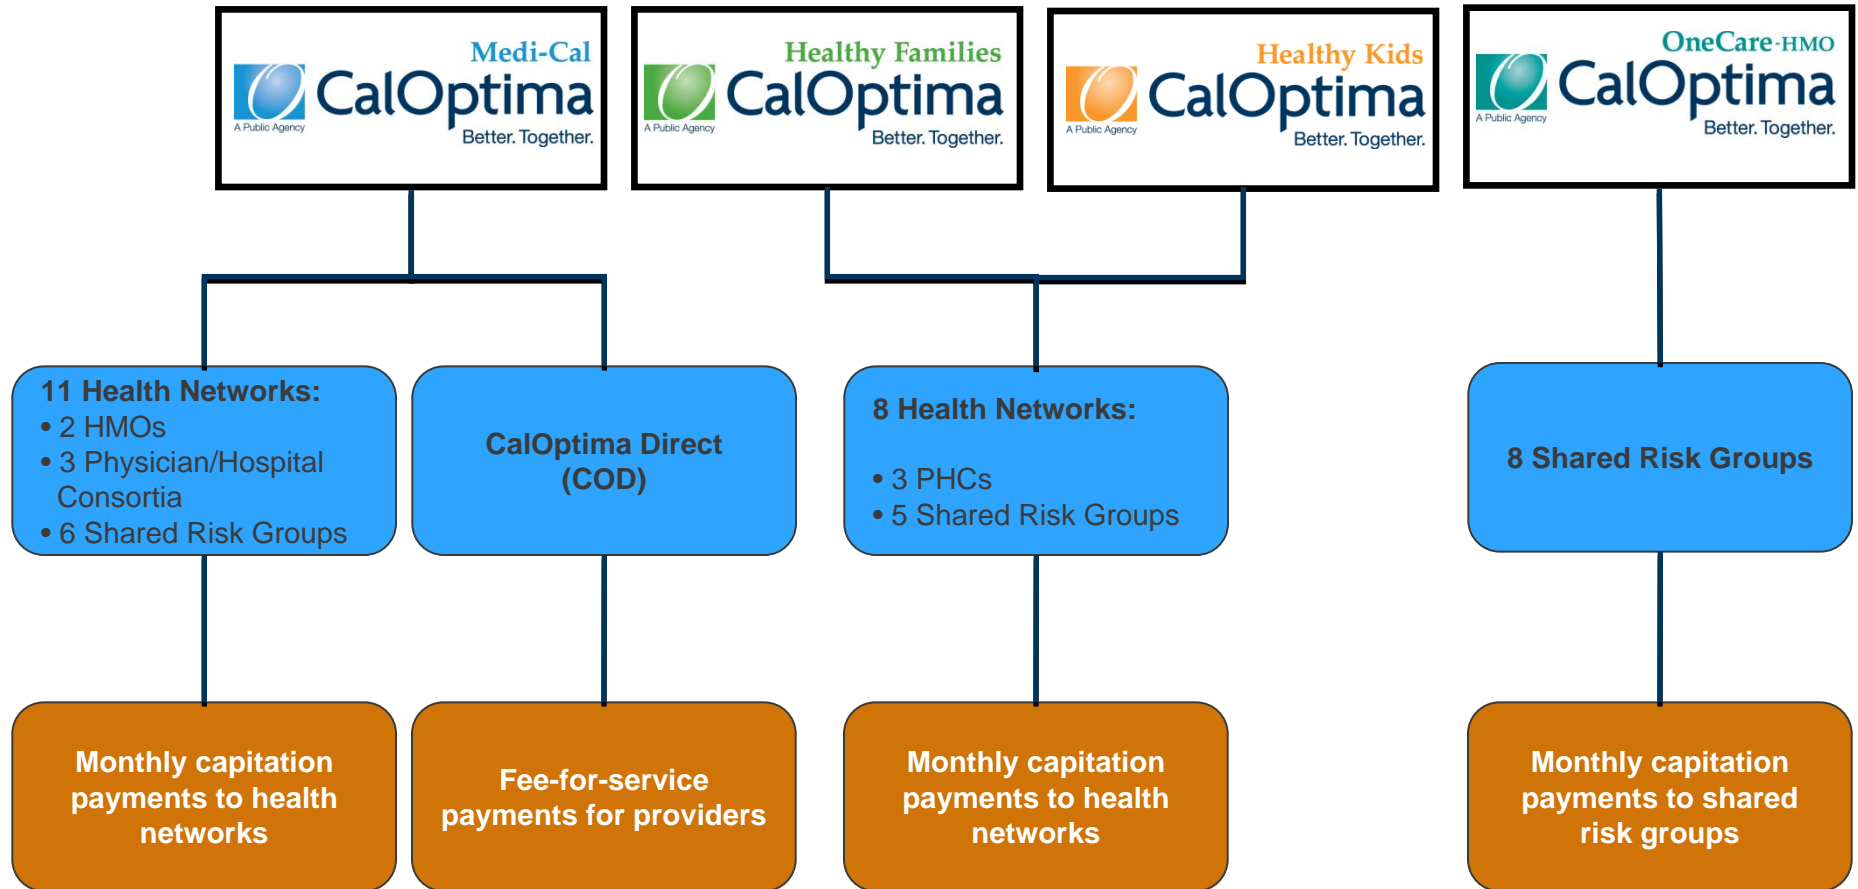 Medi-Cal
CalOptima
A Public Agency
Better. Together.
Healthy Families
CalOptima
A Public Agency
Better. Together.
Healthy Kids
CalOptima
A Public Agency
Better. Together.
OneCare-HMO
CalOptima
A Public Agency
Better. Together.
11 Health Networks:
• 2 HMOs
• 3 Physician/Hospital
Consortia
• 6 Shared Risk Groups
CalOptima Direct
(COD)
8 Health Networks:
• 3 PHCs
• 5 Shared Risk Groups
8 Shared Risk Groups
Monthly capitation
payments to health
networks
Fee-for-service
payments for providers
Monthly capitation
payments to health
networks
Monthly capitation
payments to shared
risk groups